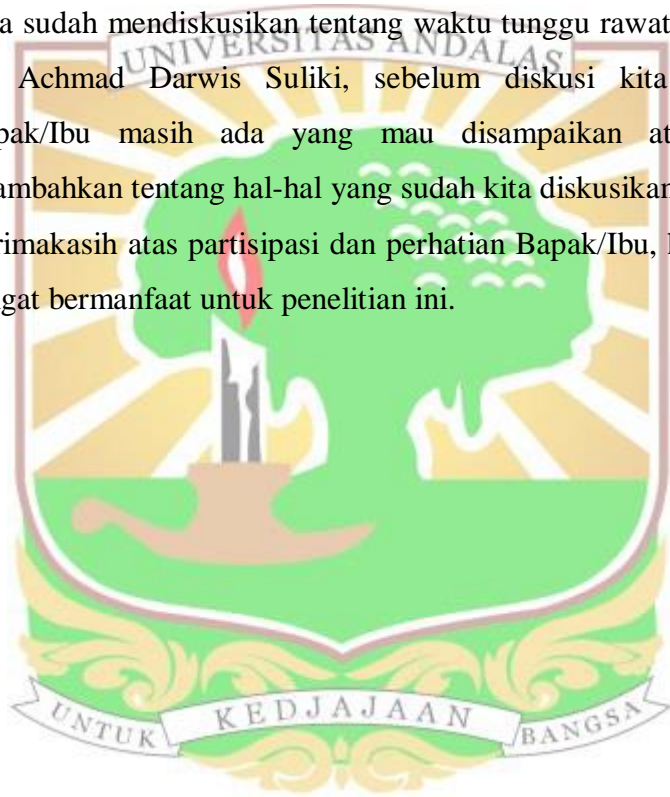 a sudah mendiskusikan tentang waktu tunggu rawat
UNIVERSITAS ANDALAS
Achmad Darwis Suliki, sebelum diskusi kita
pak/Ibu masih ada yang mau disampaikan at
ambahkan tentang hal-hal yang sudah kita diskusikan
rimakasih atas partisipasi dan perhatian Bapak/Ibu,
gat bermanfaat untuk penelitian ini.
UNTUK KEDJAJAAN BANGSA